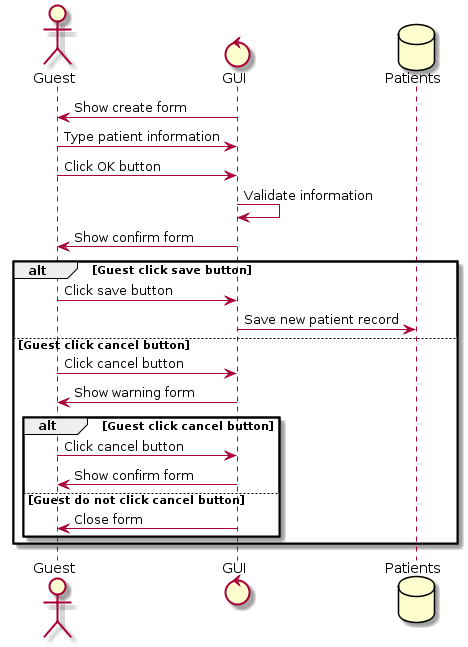 Guest
GUI
Patients
Show create form
Type patient information
Click OK button
Validate information
Show confirm form
alt [Guest click save button]
Click save button
Save new patient record
[Guest click cancel button]
Click cancel button
Show warning form
alt [Guest click cancel button]
Click cancel button
Show confirm form
[Guest do not click cancel button]
Close form
Guest
GUI
Patients